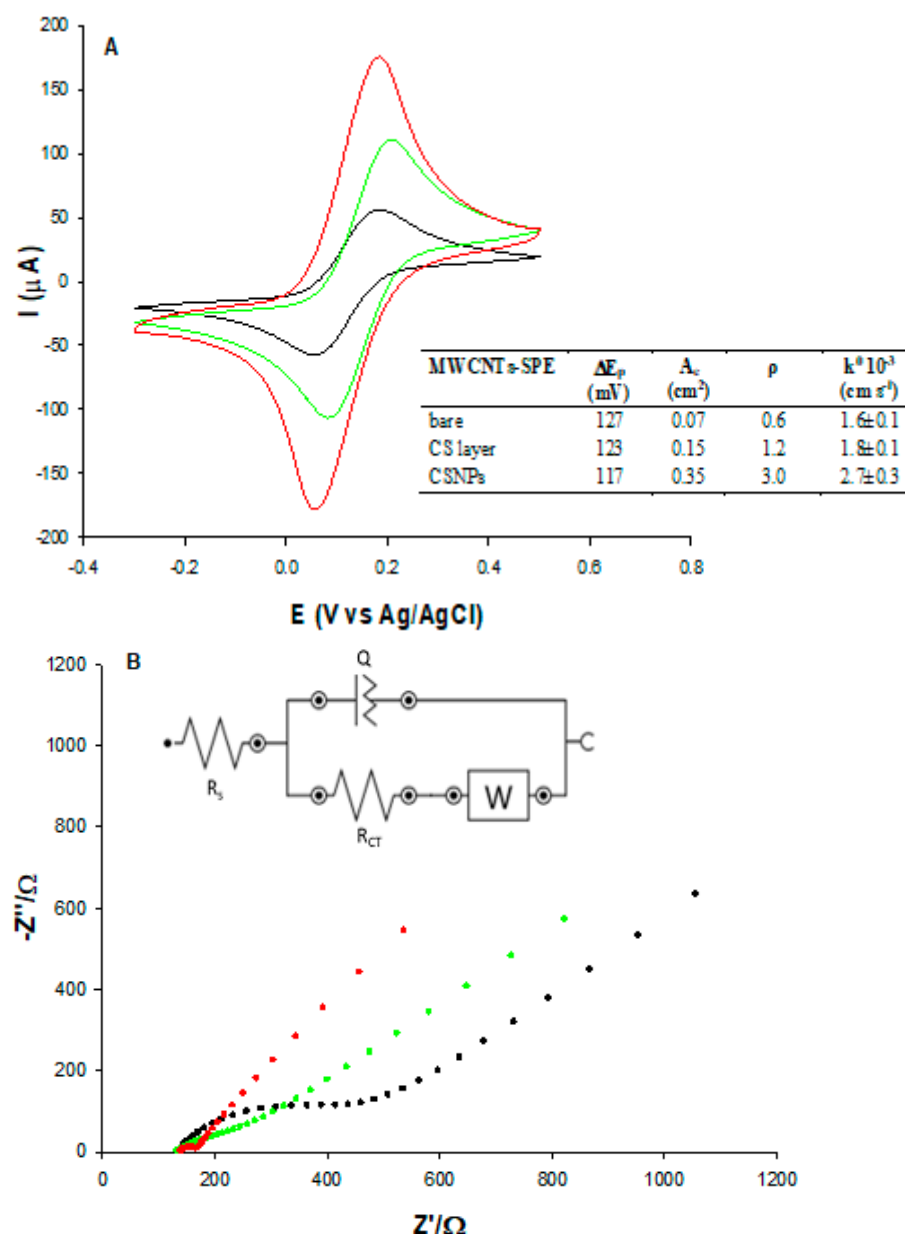 A
200
150
100
50
0
-50
-100
-150
-200
I (µA)
-0.4 -0.2 0.0 0.2 0.4 0.6 0.8
E (V vs Ag/AgCl)
MWCNTs-SPE ΔEp (mV) Ae (cm²) ρ k⁰ 10⁻³ (cm s⁻¹)
bare 127 0.07 0.6 1.6±0.1
CS layer 123 0.15 1.2 1.8±0.1
CSNPs 117 0.35 3.0 2.7±0.3
B
1200
1000
800
600
400
200
0
-Z''/Ω
Q
Rs
RCT
W
0 200 400 600 800 1000 1200
Z'/Ω